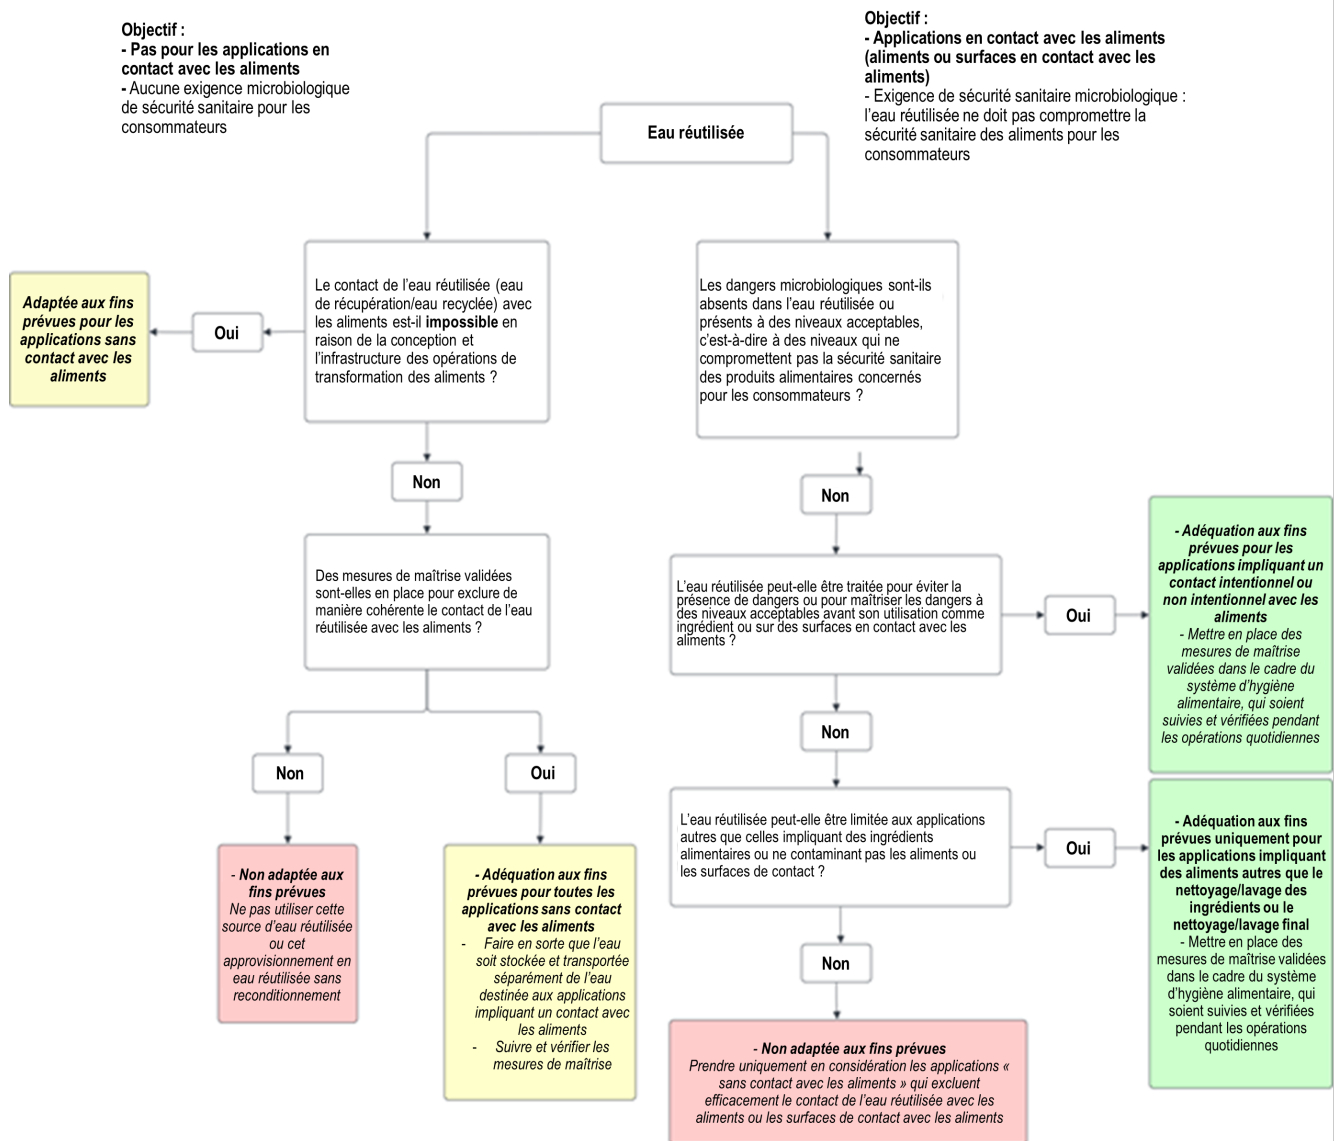 Objectif :
- Pas pour les applications en
contact avec les aliments
- Aucune exigence microbiologique
de sécurité sanitaire pour les
consommateurs
Objectif :
- Applications en contact avec les aliments
(aliments ou surfaces en contact avec les
aliments)
- Exigence de sécurité sanitaire microbiologique :
l'eau réutilisée ne doit pas compromettre la
sécurité sanitaire des aliments pour les
consommateurs
Eau réutilisée
Adaptée aux fins
prévues pour les
applications sans
contact avec les
aliments
Oui
Le contact de l'eau réutilisée (eau
de récupération/eau recyclée) avec
les aliments est-il impossible en
raison de la conception et
l'infrastructure des opérations de
transformation des aliments ?
Les dangers microbiologiques sont-ils
absents dans l'eau réutilisée ou
présents à des niveaux acceptables,
c'est-à-dire à des niveaux qui ne
compromettent pas la sécurité sanitaire
des produits alimentaires concernés
pour les consommateurs ?
Non
Non
Des mesures de maîtrise validées
sont-elles en place pour exclure de
manière cohérente le contact de l'eau
réutilisée avec les aliments ?
L'eau réutilisée peut-elle être traitée pour éviter la
présence de dangers ou pour maîtriser les dangers à
des niveaux acceptables avant son utilisation comme
ingrédient ou sur des surfaces en contact avec les
aliments ?
Oui
- Adéquation aux fins
prévues pour les
applications impliquant un
contact intentionnel ou
non intentionnel avec les
aliments
- Mettre en place des
mesures de maîtrise
validées dans le cadre du
système d'hygiène
alimentaire, qui soient
suivies et vérifiées pendant
les opérations quotidiennes
Non
Non
Oui
L'eau réutilisée peut-elle être limitée aux applications
autres que celles impliquant des ingrédients
alimentaires ou ne contaminant pas les aliments ou
les surfaces de contact ?
Oui
- Adéquation aux fins
prévues uniquement pour
les applications impliquant
des aliments autres que le
nettoyage/lavage des
ingrédients ou le
nettoyage/lavage final
- Mettre en place des
mesures de maîtrise validées
dans le cadre du système
d'hygiène alimentaire, qui
soient suivies et vérifiées
pendant les opérations
quotidiennes
- Non adaptée aux
fins prévues
Ne pas utiliser cette
source d'eau réutilisée
ou cet
approvisionnement en
eau réutilisée sans
reconditionnement
- Adéquation aux fins
prévues pour toutes les
applications sans contact
avec les aliments
- Faire en sorte que l'eau
soit stockée et transportée
séparément de l'eau
destinée aux applications
impliquant un contact avec
les aliments
- Suivre et vérifier les
mesures de maîtrise
Non
- Non adaptée aux fins prévues
Prendre uniquement en considération les applications «
sans contact avec les aliments » qui excluent
efficacement le contact de l'eau réutilisée avec les
aliments ou les surfaces de contact avec les aliments